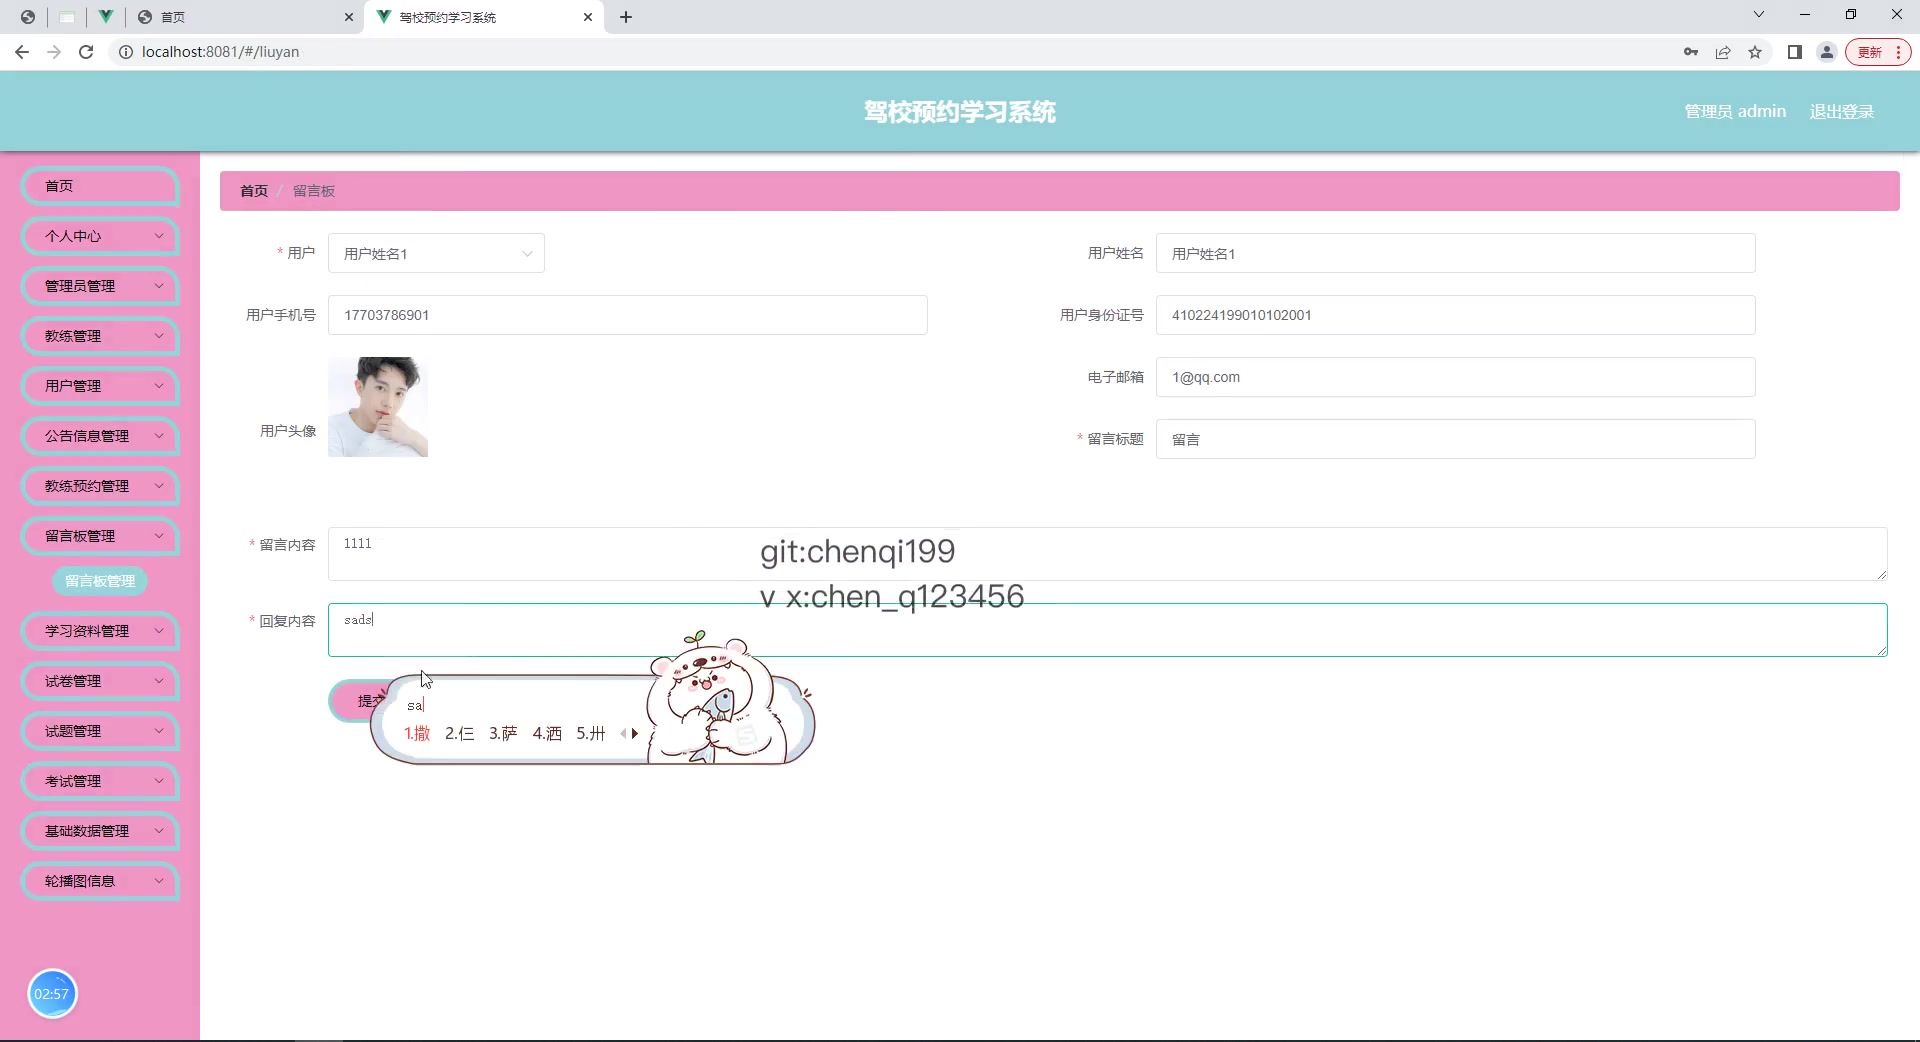 首页
驾校预约学习系统
localhost:8081/#/liuyan
更新
驾校预约学习系统
管理员 admin
退出登录
首页
个人中心
管理员管理
教练管理
用户管理
公告信息管理
教练预约管理
留言板管理
留言板管理
学习资料管理
试卷管理
试题管理
考试管理
基础数据管理
轮播图信息
02:57
首页 / 留言板
* 用户 用户姓名1
用户姓名 用户姓名1
用户手机号 17703786901
用户身份证号 410224199010102001
用户头像
电子邮箱 1@qq.com
* 留言标题 留言
* 留言内容 1111
git:chenqi199
v x:chen_q123456
* 回复内容 sads
提交
sa
1.撒 2.仨 3.萨 4.洒 5.卅